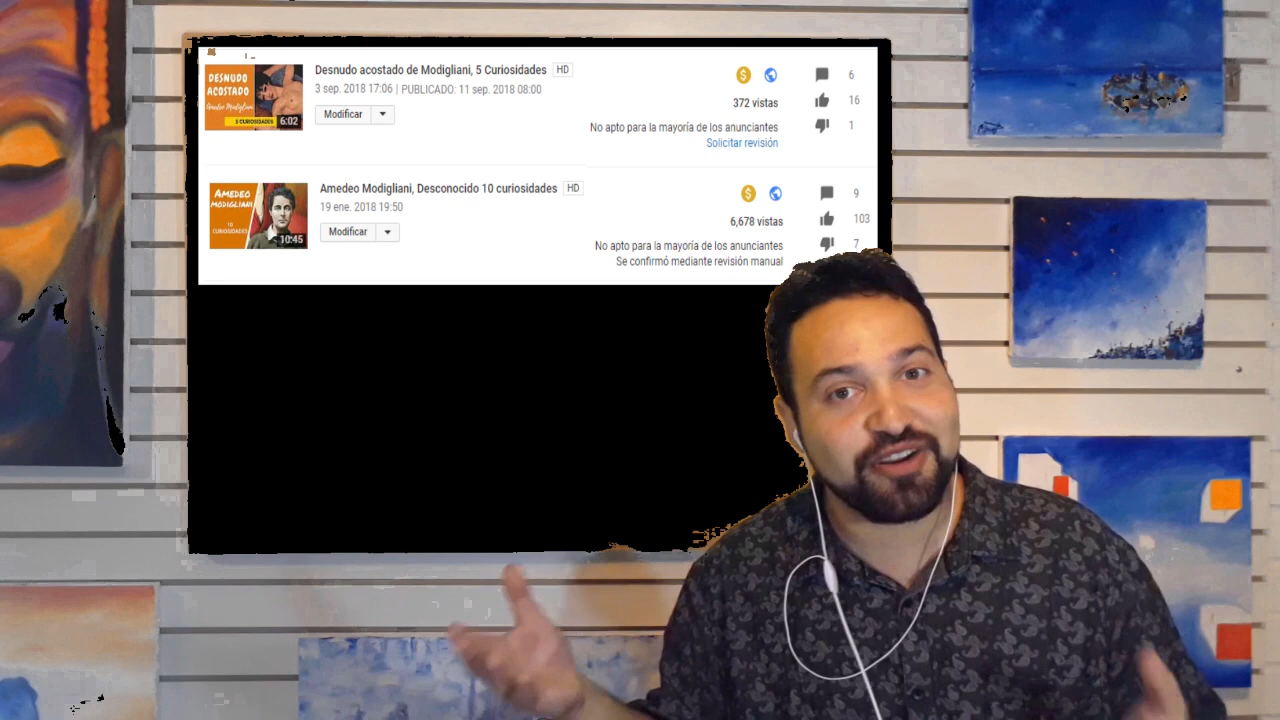 DESNUDO
ACOSTADO
Amedeo Modigliani
5 CURIOSIDADES
6:02
Desnudo acostado de Modigliani, 5 Curiosidades HD
3 sep. 2018 17:06 | PUBLICADO: 11 sep. 2018 08:00
Modificar
372 vistas
No apto para la mayoría de los anunciantes
Solicitar revisión
6
16
1
AMEDEO
MODIGLIANI
10
CURIOSIDADES
10:45
Amedeo Modigliani, Desconocido 10 curiosidades HD
19 ene. 2018 19:50
Modificar
6,678 vistas
No apto para la mayoría de los anunciantes
Se confirmó mediante revisión manual
9
103
7